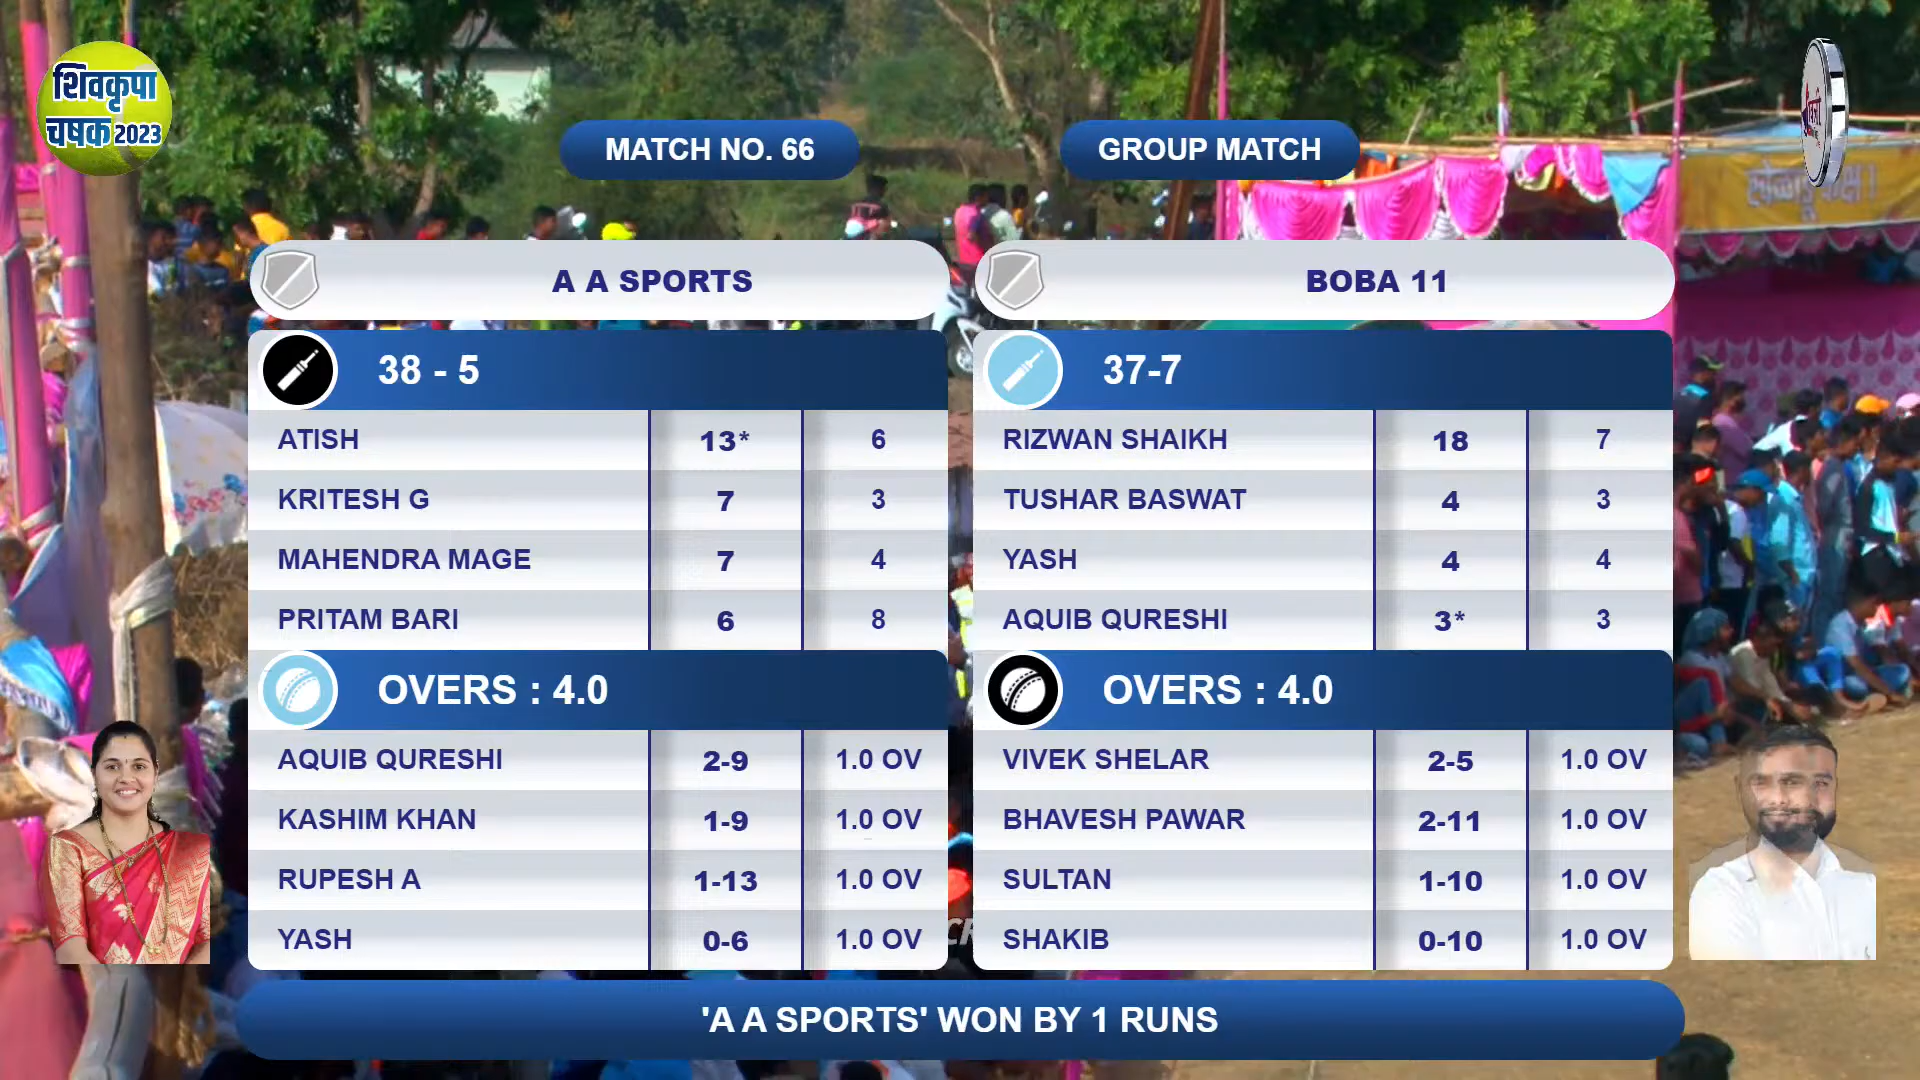 शिवकृपा
चषक 2023
MATCH NO. 66
GROUP MATCH
A A SPORTS
38 - 5
ATISH 13* 6
KRITESH G 7 3
MAHENDRA MAGE 7 4
PRITAM BARI 6 8
OVERS : 4.0
AQUIB QURESHI 2-9 1.0 OV
KASHIM KHAN 1-9 1.0 OV
RUPESH A 1-13 1.0 OV
YASH 0-6 1.0 OV
BOBA 11
37-7
RIZWAN SHAIKH 18 7
TUSHAR BASWAT 4 3
YASH 4 4
AQUIB QURESHI 3* 3
OVERS : 4.0
VIVEK SHELAR 2-5 1.0 OV
BHAVESH PAWAR 2-11 1.0 OV
SULTAN 1-10 1.0 OV
SHAKIB 0-10 1.0 OV
'A A SPORTS' WON BY 1 RUNS